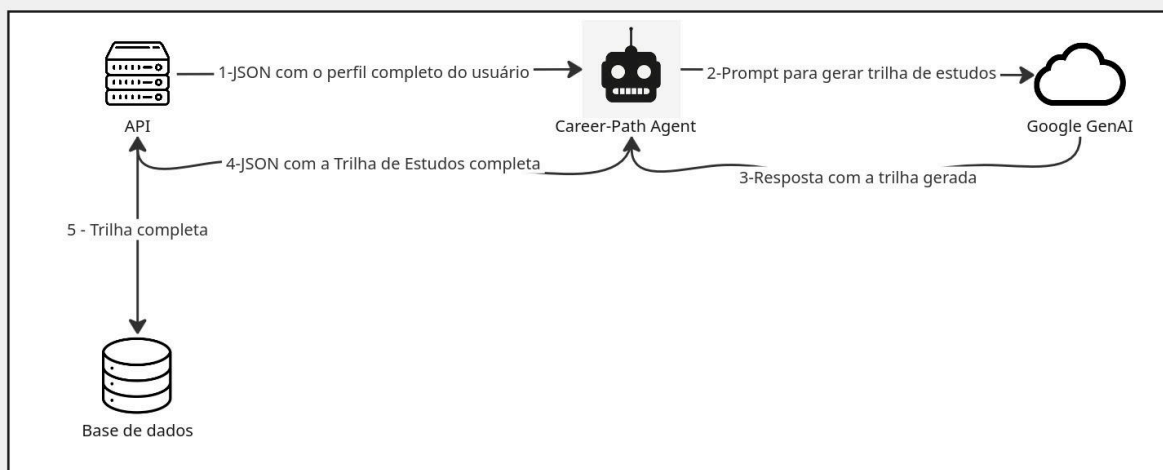 1-JSON com o perfil completo do usuário
2-Prompt para gerar trilha de estudos
API
Career-Path Agent
Google GenAI
4-JSON com a Trilha de Estudos completa
3-Resposta com a trilha gerada
5 - Trilha completa
Base de dados